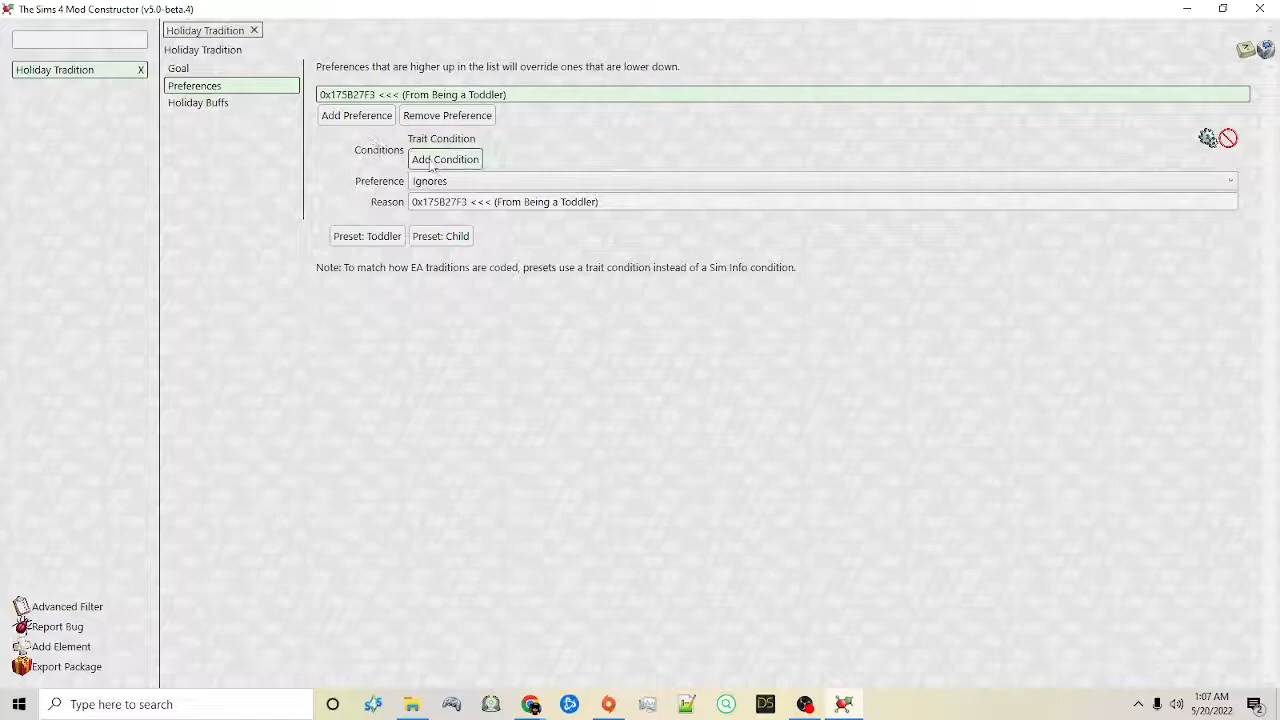 The Sims 4 Mod Constructor (v5.0-beta.4)
Holiday Tradition X
Holiday Tradition
Holiday Tradition X
Goal
Preferences
Holiday Buffs
Preferences that are higher up in the list will override ones that are lower down.
0x175B27F3 <<< (From Being a Toddler)
Add Preference Remove Preference
Conditions Trait Condition
Add Condition
Preference Ignores
Reason 0x175B27F3 <<< (From Being a Toddler)
Preset: Toddler Preset: Child
Note: To match how EA traditions are coded, presets use a trait condition instead of a Sim Info condition.
Advanced Filter
Report Bug
Add Element
Export Package
Type here to search
DS
1:07 AM
5/20/2022
2